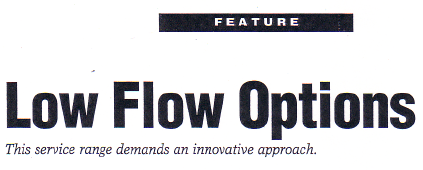 FEATURE
Low Flow Options
This service range demands an innovative approach.